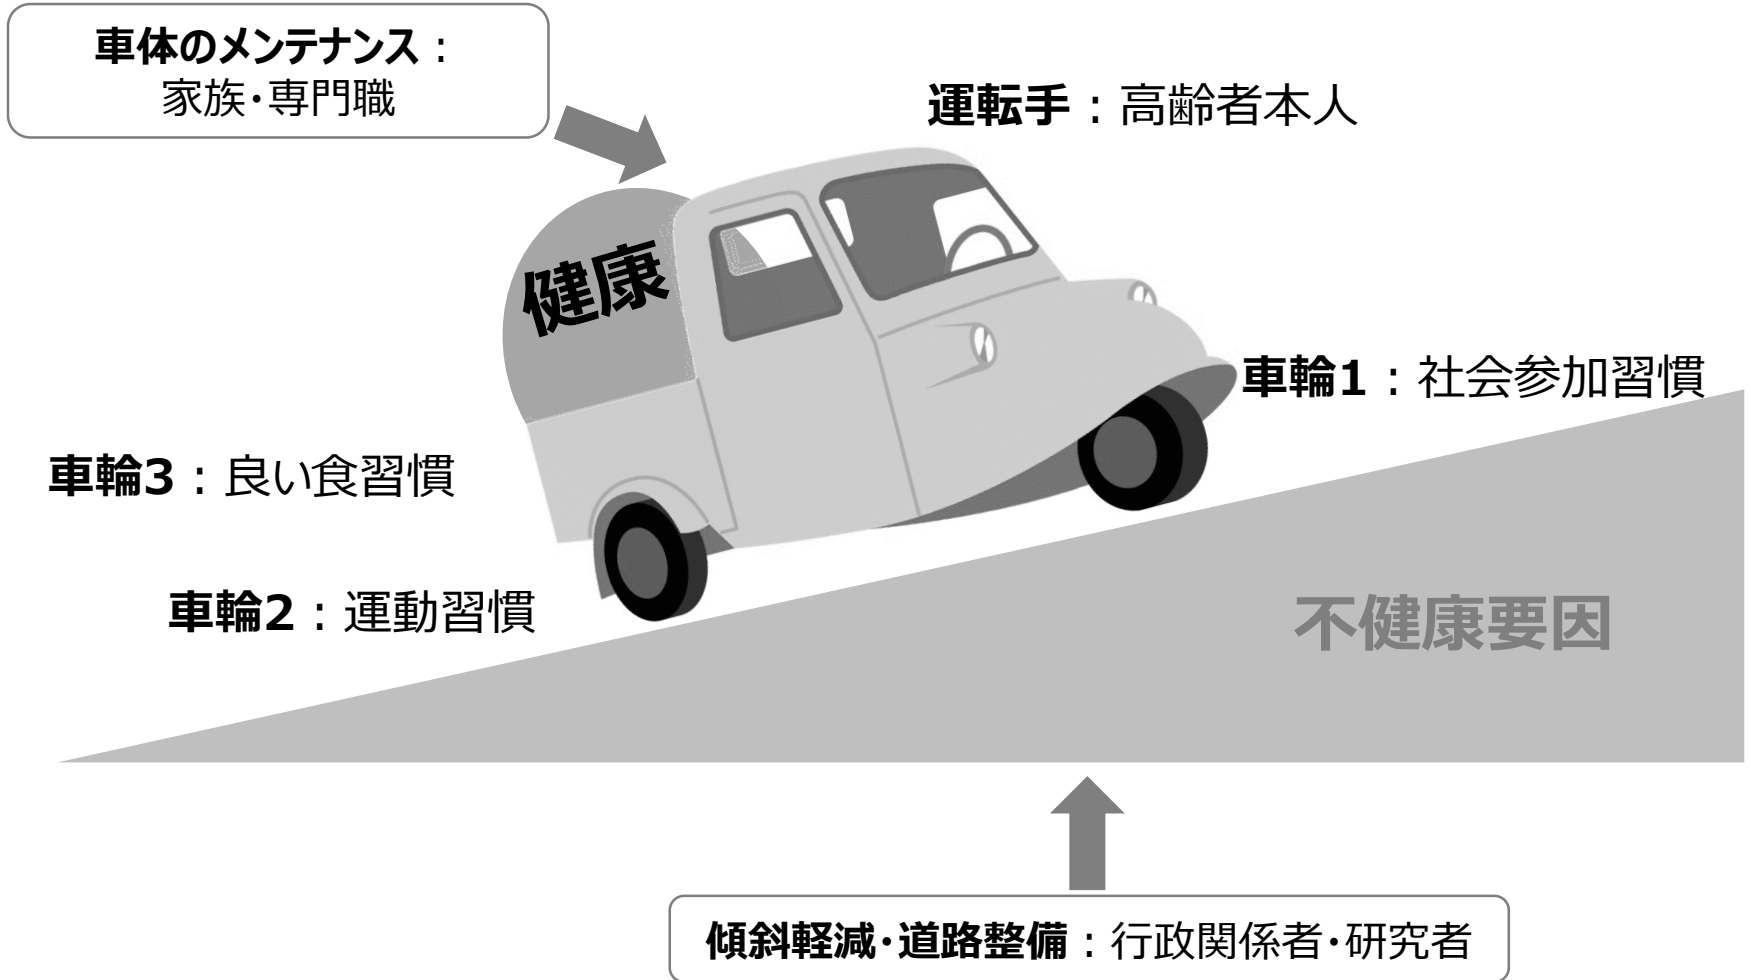 車体のメンテナンス：
家族･専門職
運転手：高齢者本人
健康
車輪1：社会参加習慣
車輪3：良い食習慣
車輪2：運動習慣
不健康要因
傾斜軽減･道路整備：行政関係者･研究者